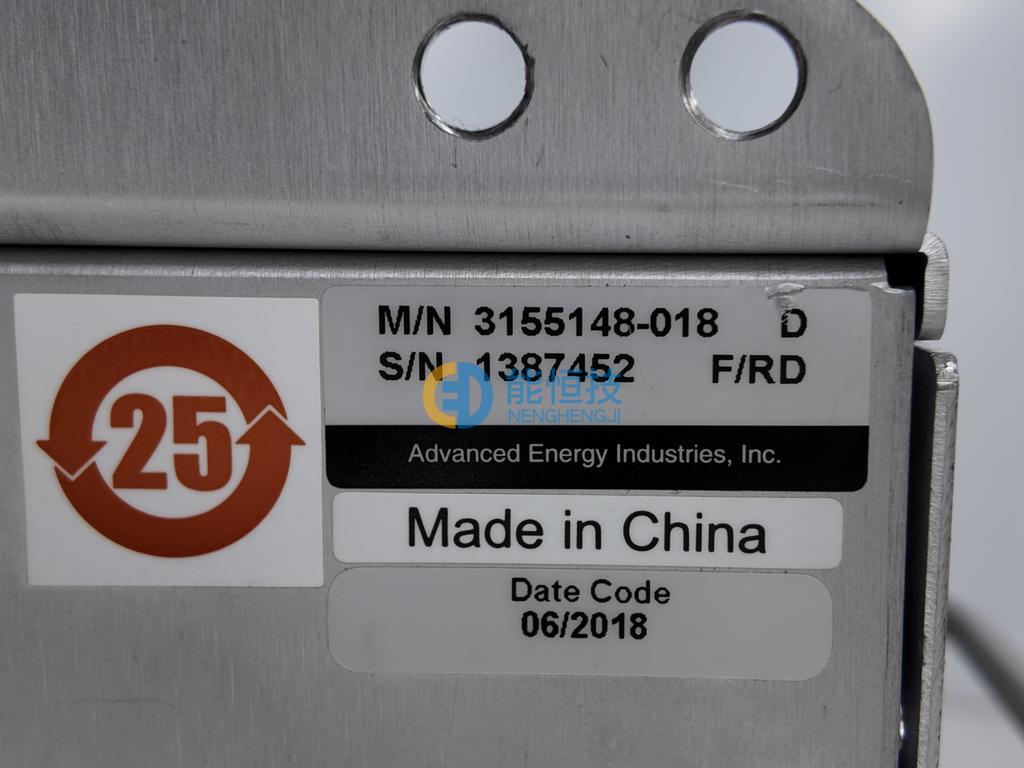 M/N 3155148-018 D
S/N 1387452 F/RD
能恒技
NENGHENGJI
25
Advanced Energy Industries, Inc.
Made in China
Date Code
06/2018